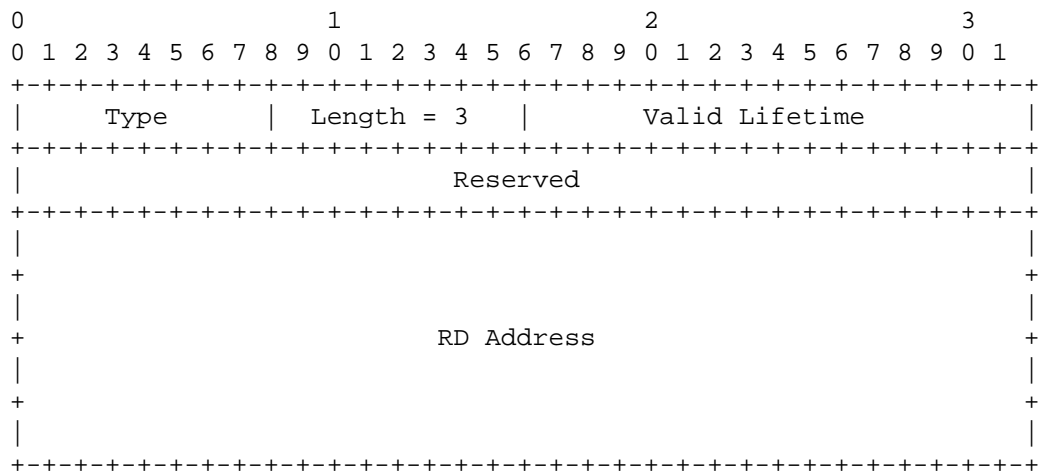 0                   1                   2                   3
0 1 2 3 4 5 6 7 8 9 0 1 2 3 4 5 6 7 8 9 0 1 2 3 4 5 6 7 8 9 0 1
+-+-+-+-+-+-+-+-+-+-+-+-+-+-+-+-+-+-+-+-+-+-+-+-+-+-+-+-+-+-+-+-+
|     Type      |  Length = 3   |       Valid Lifetime          |
+-+-+-+-+-+-+-+-+-+-+-+-+-+-+-+-+-+-+-+-+-+-+-+-+-+-+-+-+-+-+-+-+
|                           Reserved                            |
+-+-+-+-+-+-+-+-+-+-+-+-+-+-+-+-+-+-+-+-+-+-+-+-+-+-+-+-+-+-+-+-+
|                                                               |
+                                                               +
|                                                               |
+                          RD Address                           +
|                                                               |
+                                                               +
|                                                               |
+-+-+-+-+-+-+-+-+-+-+-+-+-+-+-+-+-+-+-+-+-+-+-+-+-+-+-+-+-+-+-+-+